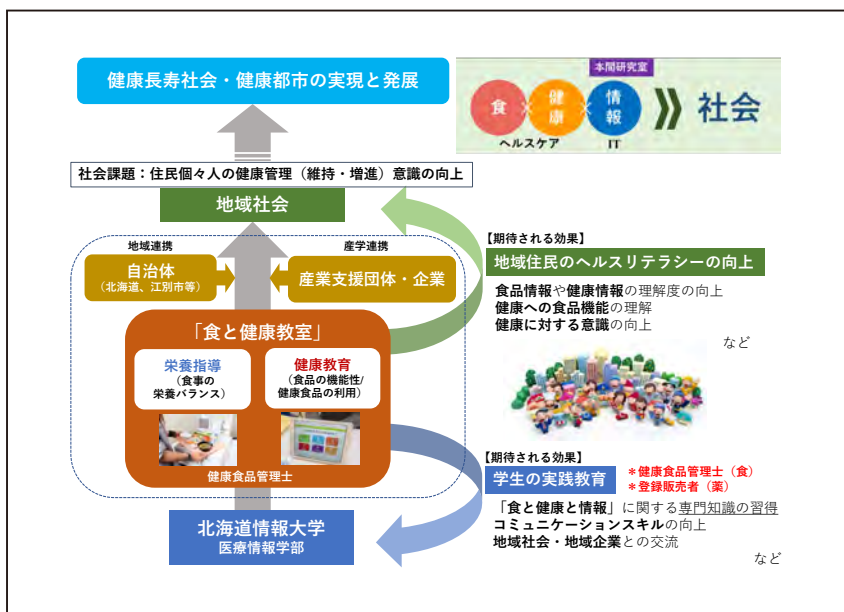 健康長寿社会・健康都市の実現と発展
本間研究室
食×健康×情報
社会
ヘルスケア
IT
社会課題：住民個々人の健康管理（維持・増進）意識の向上
地域社会
地域連携
産学連携
自治体
（北海道、江別市等）
産業支援団体・企業
「食と健康教室」
栄養指導
（食事の
栄養バランス）
健康教育
（食品の機能性/
健康食品の利用）
健康食品管理士
北海道情報大学
医療情報学部
【期待される効果】
地域住民のヘルスリテラシーの向上
食品情報や健康情報の理解度の向上
健康への食品機能の理解
健康に対する意識の向上
など
【期待される効果】
学生の実践教育
＊健康食品管理士（食）
＊登録販売者（薬）
「食と健康と情報」に関する専門知識の習得
コミュニケーションスキルの向上
地域社会・地域企業との交流
など